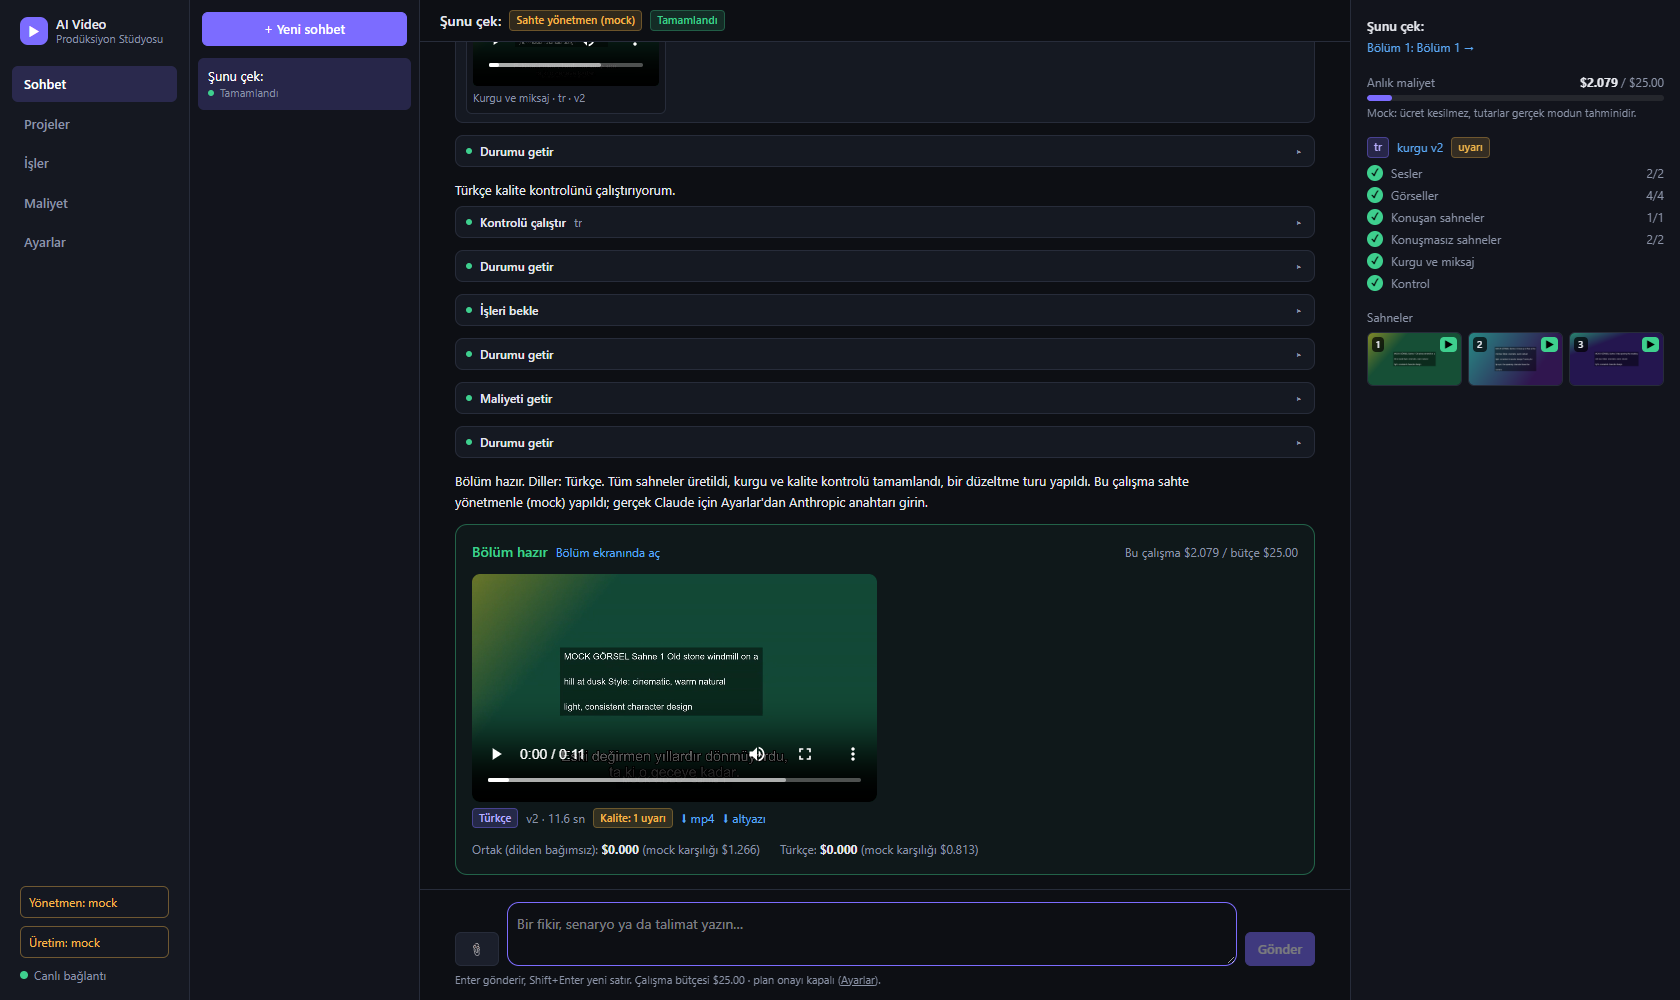 AI Video
Prodüksiyon Stüdyosu
Sohbet
Projeler
İşler
Maliyet
Ayarlar
Yönetmen: mock
Üretim: mock
Canlı bağlantı
+ Yeni sohbet
Şunu çek:
Tamamlandı
Şunu çek:
Sahte yönetmen (mock)
Tamamlandı
Kurgu ve miksaj · tr · v2
Durumu getir
Türkçe kalite kontrolünü çalıştırıyorum.
Kontrolü çalıştır tr
Durumu getir
İşleri bekle
Durumu getir
Maliyeti getir
Durumu getir
Bölüm hazır. Diller: Türkçe. Tüm sahneler üretildi, kurgu ve kalite kontrolü tamamlandı, bir düzeltme turu yapıldı. Bu çalışma sahte
yönetmenle (mock) yapıldı; gerçek Claude için Ayarlar'dan Anthropic anahtarı girin.
Bölüm hazır Bölüm ekranında aç
Bu çalışma $2.079 / bütçe $25.00
MOCK GÖRSEL Sahne 1 Old stone windmill on a
hill at dusk Style: cinematic, warm natural
light, consistent character design
0:00 / 0:11
değirmen yıllardır
ta ki o geceye kadar.
Türkçe v2 · 11.6 sn Kalite: 1 uyarı ⬇ mp4 ⬇ altyazı
Ortak (dilden bağımsız): $0.000 (mock karşılığı $1.266) Türkçe: $0.000 (mock karşılığı $0.813)
Bir fikir, senaryo ya da talimat yazın...
Gönder
Enter gönderir, Shift+Enter yeni satır. Çalışma bütçesi $25.00 · plan onayı kapalı (Ayarlar).
Şunu çek:
Bölüm 1: Bölüm 1 →
Anlık maliyet $2.079 / $25.00
Mock: ücret kesilmez, tutarlar gerçek modun tahminidir.
tr kurgu v2 uyarı
Sesler 2/2
Görseller 4/4
Konuşan sahneler 1/1
Konuşmasız sahneler 2/2
Kurgu ve miksaj
Kontrol
Sahneler
1
2
3